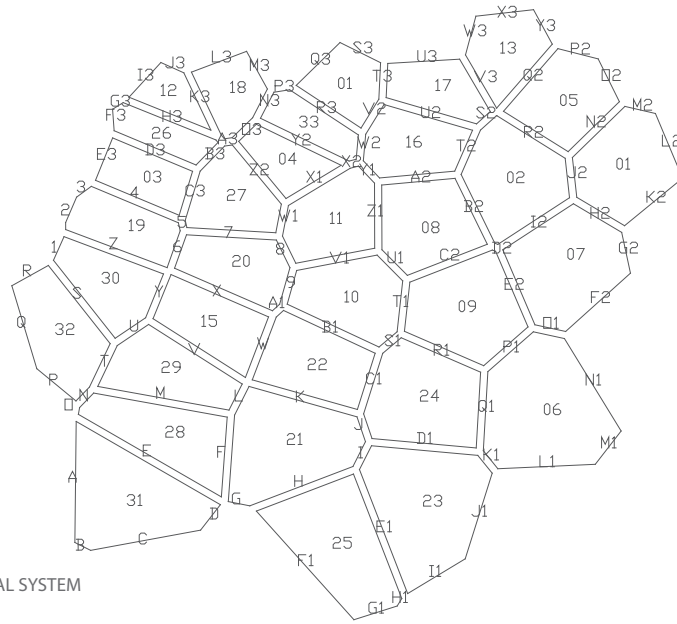 X3
W3
Y3
13
S3
Q3
P2
J3
L3
M3
U3
I3
T3
V3
Q2
12
18
01
17
O2
K3
P3
05
G3
N3
R3
V2
U2
S2
M2
F3
H3
33
N2
26
A3
O3
W2
16
T2
R2
E3
D3
B3
Y2
04
X2
01
L2
Z2
Y1
J2
3
03
C3
X1
A2
02
4
27
K2
2
5
W1
11
Z1
B2
H2
19
7
08
I2
1
Z
6
8
V1
U1
C2
D2
G2
R
S
30
20
9
07
Y
X
10
T1
E2
Q
A1
09
F2
32
U
15
B1
S1
O1
V
W
R1
P1
T
22
C1
P
29
N1
N
M
L
K
24
O
J
Q1
06
28
21
D1
M1
E
I
K1
A
F
H
L1
G
31
23
D
E1
J1
B
C
25
F1
I1
AL SYSTEM
H1
G1